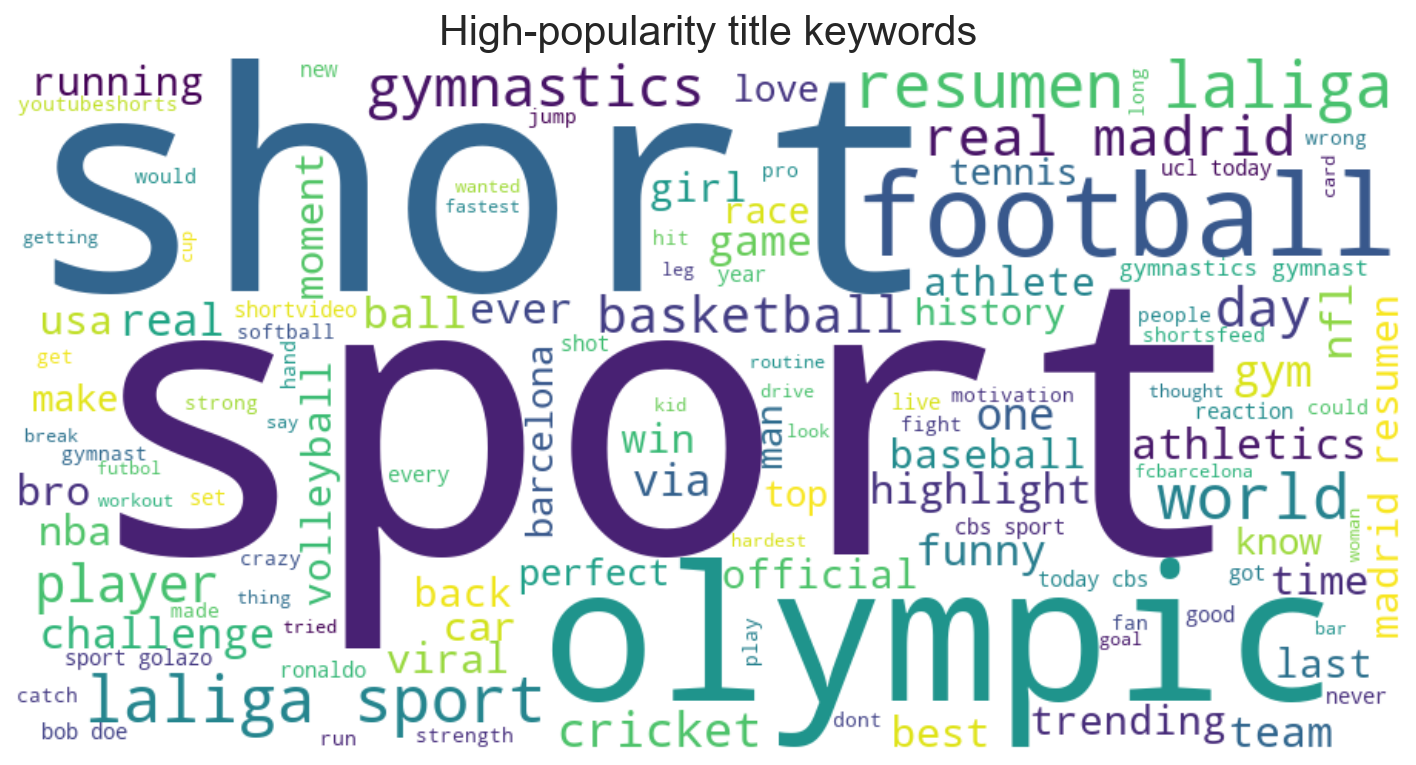 High-popularity title keywords
short
sport
olympic
football
running
youtubeshorts
new
gymnastics
jump
love
resumen laliga
long
real madrid
wrong
would
moment
wanted
fastest
girl
pro
tennis
ucl today
card
getting
cup
race
hit
game
leg
year
athlete
gymnastics gymnast
usa
real
shortvideo
softball
ball
ever
basketball
history
people
day
shortsfeed
nfl
madrid resumen
get
hand
shot
routine
gym
make
strong
volleyball
barcelona
kid
drive
live
motivation
thought
break
say
win
man
look
fight
one
reaction
could
gymnast
futbol
every
via
baseball
athletics
bro
workout
set
top
highlight
fcbarcelona
world
nba
crazy
hardest
cbs sport
funny
know
woman
player
made
thing
perfect
official
today cbs
got
time
back
challenge
tried
car
play
fan
goal
good
bar
sport golazo
ronaldo
viral
last
catch
laliga sport
never
bob doe
run
strength
cricket
dont
best
trending
team